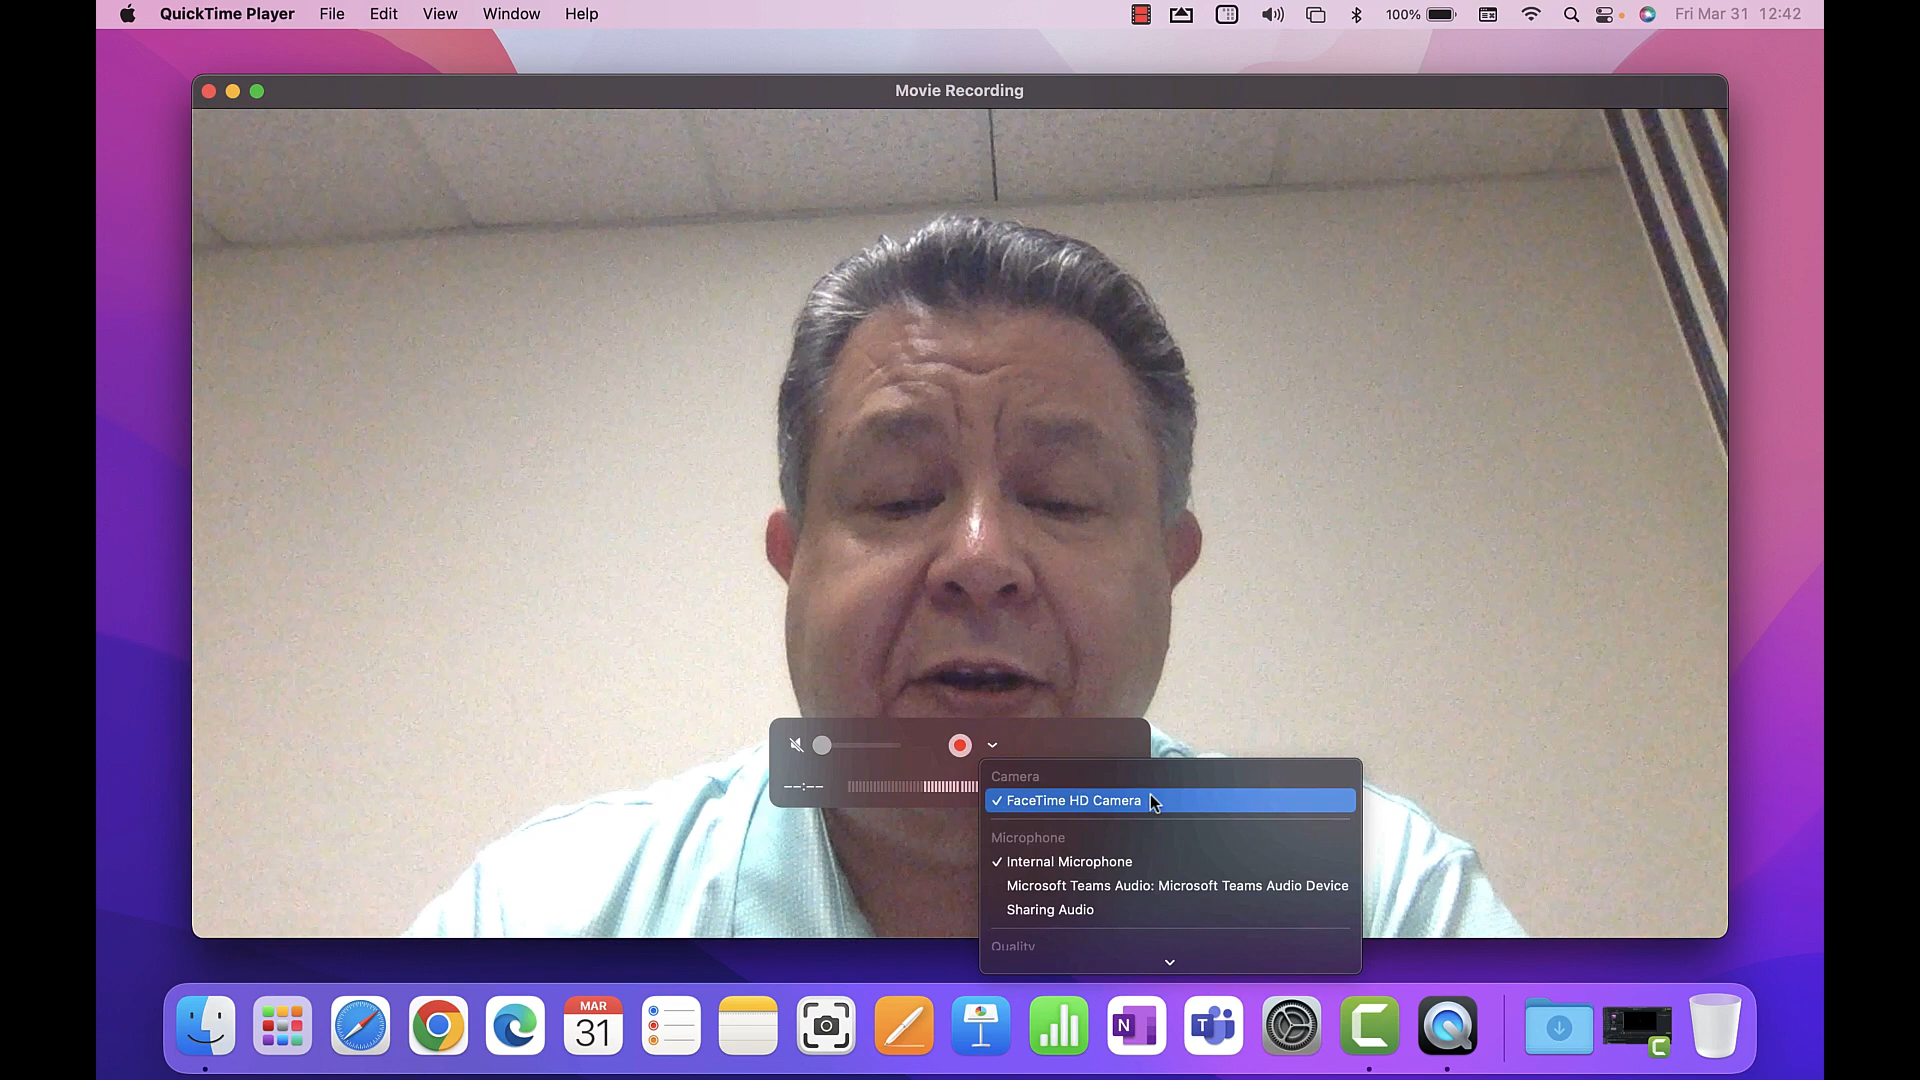 QuickTime Player File Edit View Window Help 100% Fri Mar 31 12:42
Movie Recording
--:--
Camera
✓ FaceTime HD Camera
Microphone
✓ Internal Microphone
Microsoft Teams Audio: Microsoft Teams Audio Device
Sharing Audio
Quality
MAR
31
N
T
C